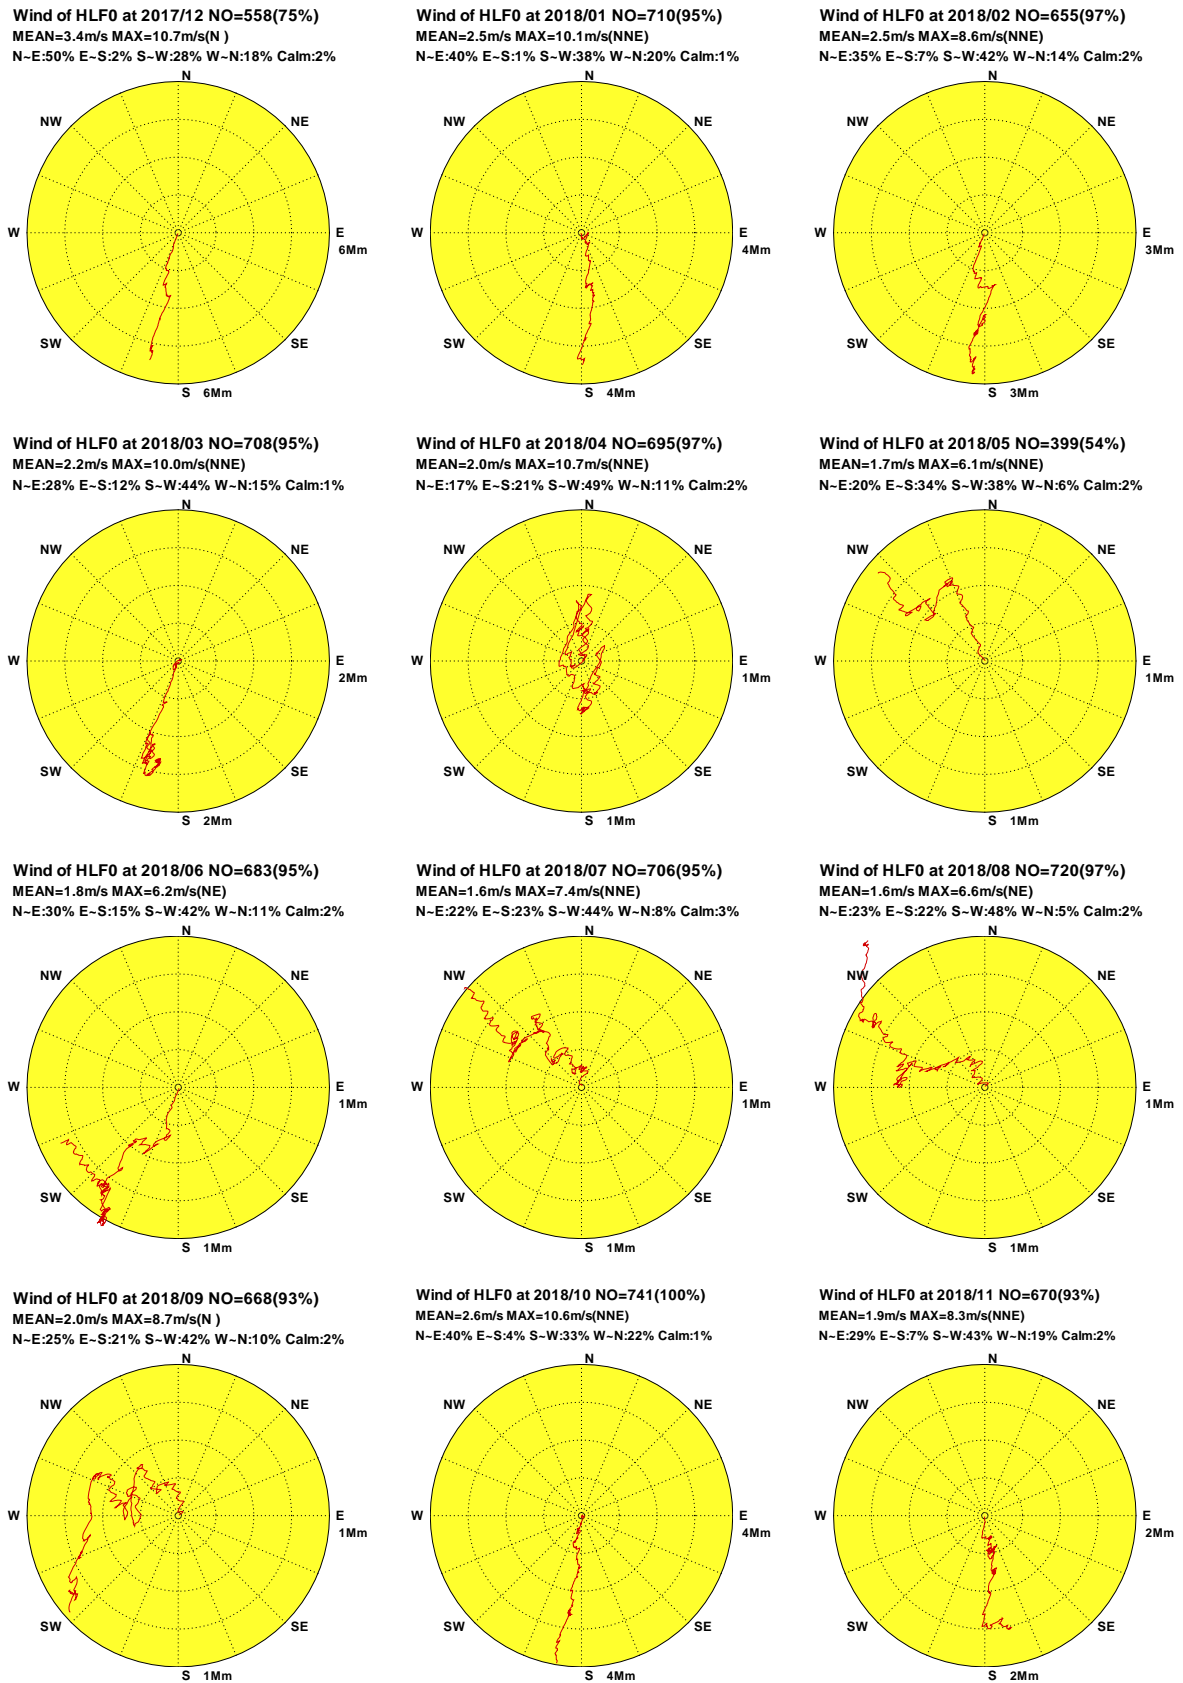 Wind of HLF0 at 2017/12 NO=558(75%)
MEAN=3.4m/s MAX=10.7m/s(N )
N~E:50% E~S:2% S~W:28% W~N:18% Calm:2%
N
NW
NE
W
E
6Mm
SW
SE
S 6Mm
Wind of HLF0 at 2018/01 NO=710(95%)
MEAN=2.5m/s MAX=10.1m/s(NNE)
N~E:40% E~S:1% S~W:38% W~N:20% Calm:1%
N
NW
NE
W
E
4Mm
SW
SE
S 4Mm
Wind of HLF0 at 2018/02 NO=655(97%)
MEAN=2.5m/s MAX=8.6m/s(NNE)
N~E:35% E~S:7% S~W:42% W~N:14% Calm:2%
N
NW
NE
W
E
3Mm
SW
SE
S 3Mm
Wind of HLF0 at 2018/03 NO=708(95%)
MEAN=2.2m/s MAX=10.0m/s(NNE)
N~E:28% E~S:12% S~W:44% W~N:15% Calm:1%
N
NW
NE
W
E
2Mm
SW
SE
S 2Mm
Wind of HLF0 at 2018/04 NO=695(97%)
MEAN=2.0m/s MAX=10.7m/s(NNE)
N~E:17% E~S:21% S~W:49% W~N:11% Calm:2%
N
NW
NE
W
E
1Mm
SW
SE
S 1Mm
Wind of HLF0 at 2018/05 NO=399(54%)
MEAN=1.7m/s MAX=6.1m/s(NNE)
N~E:20% E~S:34% S~W:38% W~N:6% Calm:2%
N
NW
NE
W
E
1Mm
SW
SE
S 1Mm
Wind of HLF0 at 2018/06 NO=683(95%)
MEAN=1.8m/s MAX=6.2m/s(NE)
N~E:30% E~S:15% S~W:42% W~N:11% Calm:2%
N
NW
NE
W
E
1Mm
SW
SE
S 1Mm
Wind of HLF0 at 2018/07 NO=706(95%)
MEAN=1.6m/s MAX=7.4m/s(NNE)
N~E:22% E~S:23% S~W:44% W~N:8% Calm:3%
N
NW
NE
W
E
1Mm
SW
SE
S 1Mm
Wind of HLF0 at 2018/08 NO=720(97%)
MEAN=1.6m/s MAX=6.6m/s(NE)
N~E:23% E~S:22% S~W:48% W~N:5% Calm:2%
N
NW
NE
W
E
1Mm
SW
SE
S 1Mm
Wind of HLF0 at 2018/09 NO=668(93%)
MEAN=2.0m/s MAX=8.7m/s(N )
N~E:25% E~S:21% S~W:42% W~N:10% Calm:2%
N
NW
NE
W
E
1Mm
SW
SE
S 1Mm
Wind of HLF0 at 2018/10 NO=741(100%)
MEAN=2.6m/s MAX=10.6m/s(NNE)
N~E:40% E~S:4% S~W:33% W~N:22% Calm:1%
N
NW
NE
W
E
4Mm
SW
SE
S 4Mm
Wind of HLF0 at 2018/11 NO=670(93%)
MEAN=1.9m/s MAX=8.3m/s(NNE)
N~E:29% E~S:7% S~W:43% W~N:19% Calm:2%
N
NW
NE
W
E
2Mm
SW
SE
S 2Mm